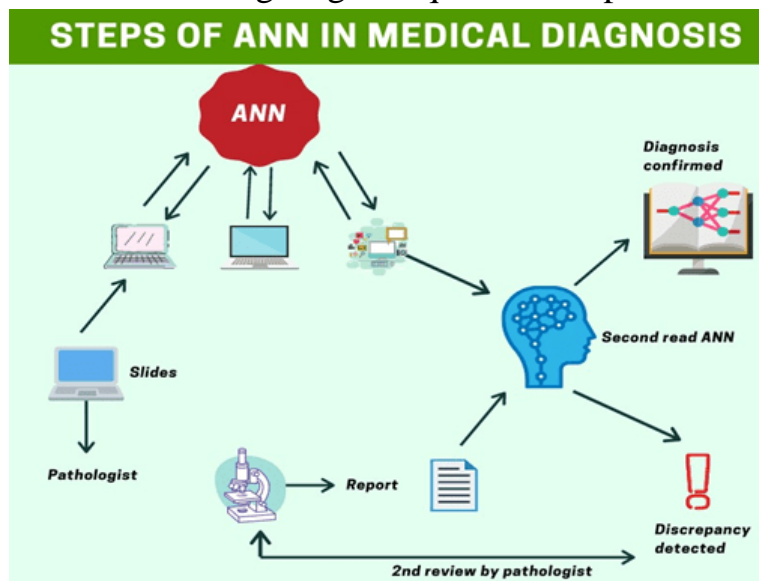 STEPS OF ANN IN MEDICAL DIAGNOSIS
ANN
Diagnosis
confirmed
Second read ANN
Slides
Pathologist
Report
Discrepancy
detected
2nd review by pathologist